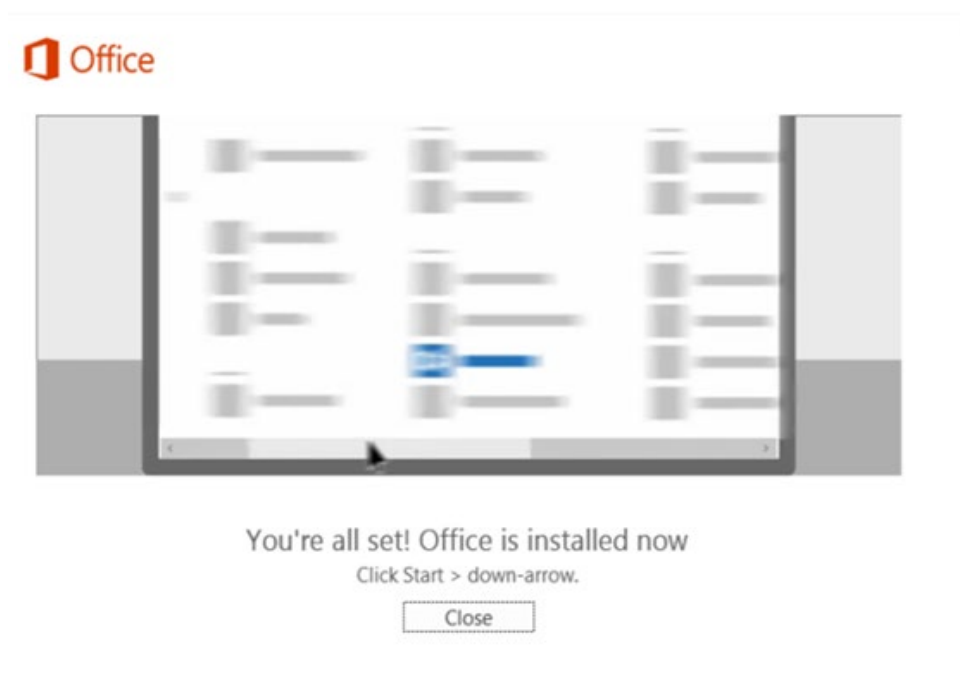 Office
You're all set! Office is installed now
Click Start > down-arrow.
Close